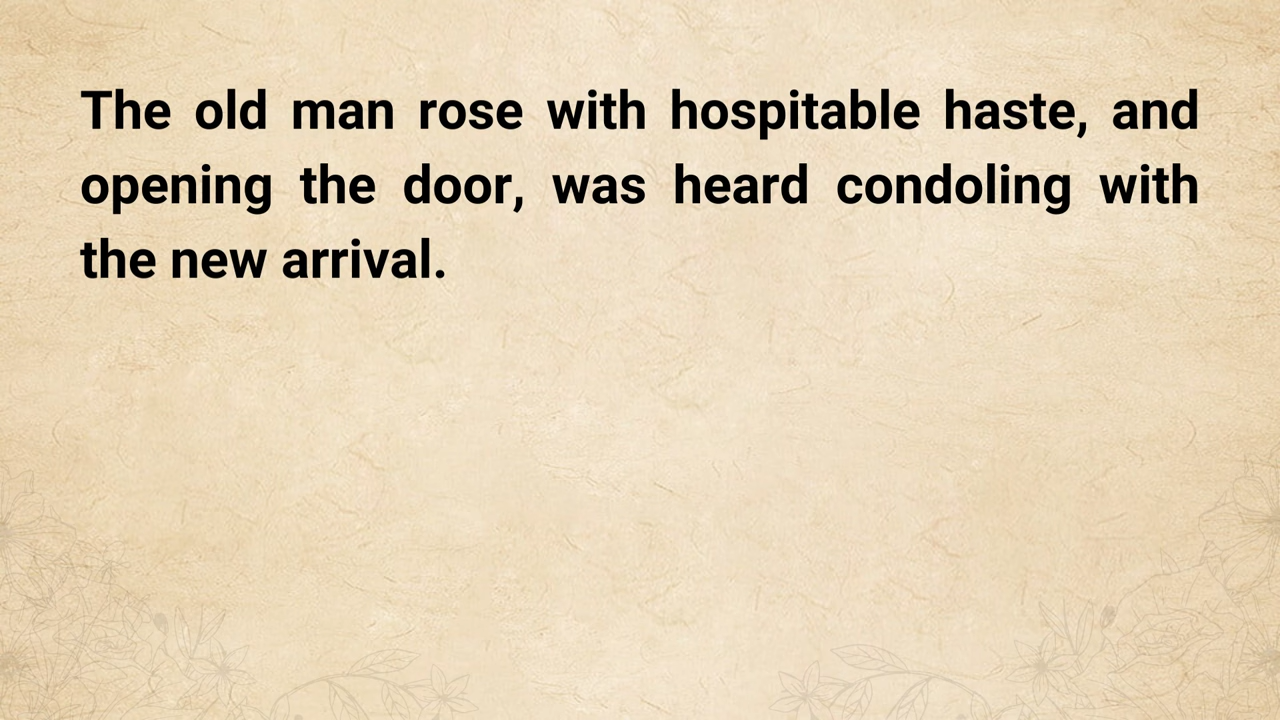 The old man rose with hospitable haste, and
opening the door, was heard condoling with
the new arrival.